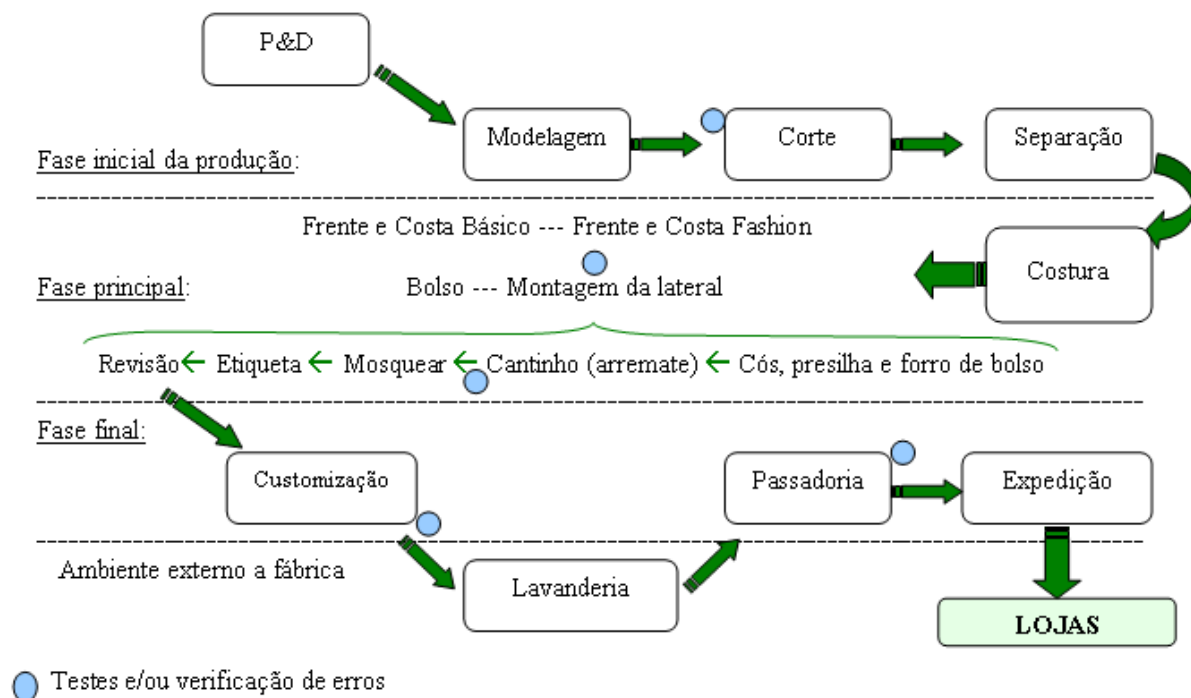 P&D
Modelagem
Corte
Separação
Fase inicial da produção:
Frente e Costa Básico --- Frente e Costa Fashion
Costura
Fase principal:
Bolso --- Montagem da lateral
Revisão ← Etiqueta ← Mosquear ← Cantinho (arremate) ← Cós, presilha e forro de bolso
Fase final:
Customização
Passadoria
Expedição
Ambiente externo a fábrica
Lavanderia
LOJAS
Testes e/ou verificação de erros